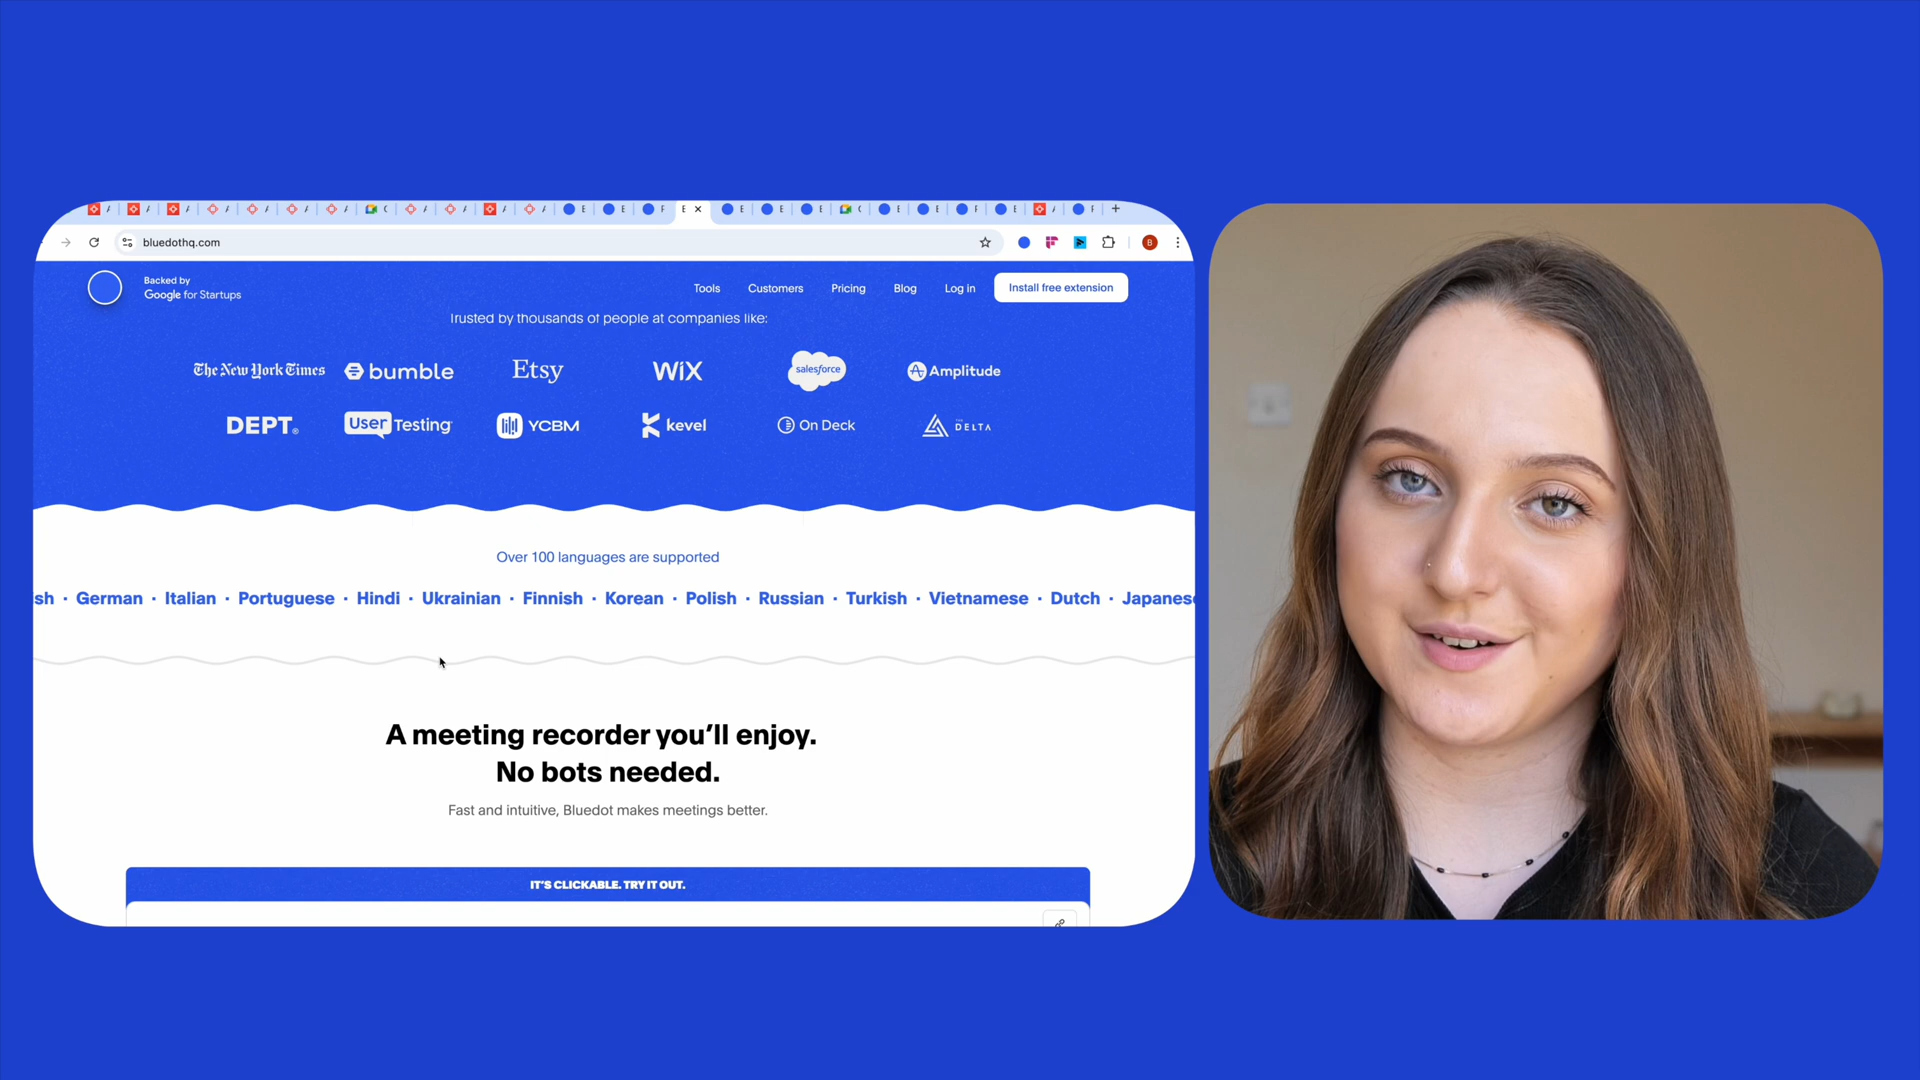 bluedothq.com
B
Backed by
Google for Startups
Tools
Customers
Pricing
Blog
Log in
Install free extension
Trusted by thousands of people at companies like:
The New York Times
bumble
Etsy
WiX
salesforce
Amplitude
DEPT®
UserTesting
YCBM
kevel
On Deck
THE DELTA
Over 100 languages are supported
sh · German · Italian · Portuguese · Hindi · Ukrainian · Finnish · Korean · Polish · Russian · Turkish · Vietnamese · Dutch · Japanes
A meeting recorder you’ll enjoy.
No bots needed.
Fast and intuitive, Bluedot makes meetings better.
IT’S CLICKABLE. TRY IT OUT.